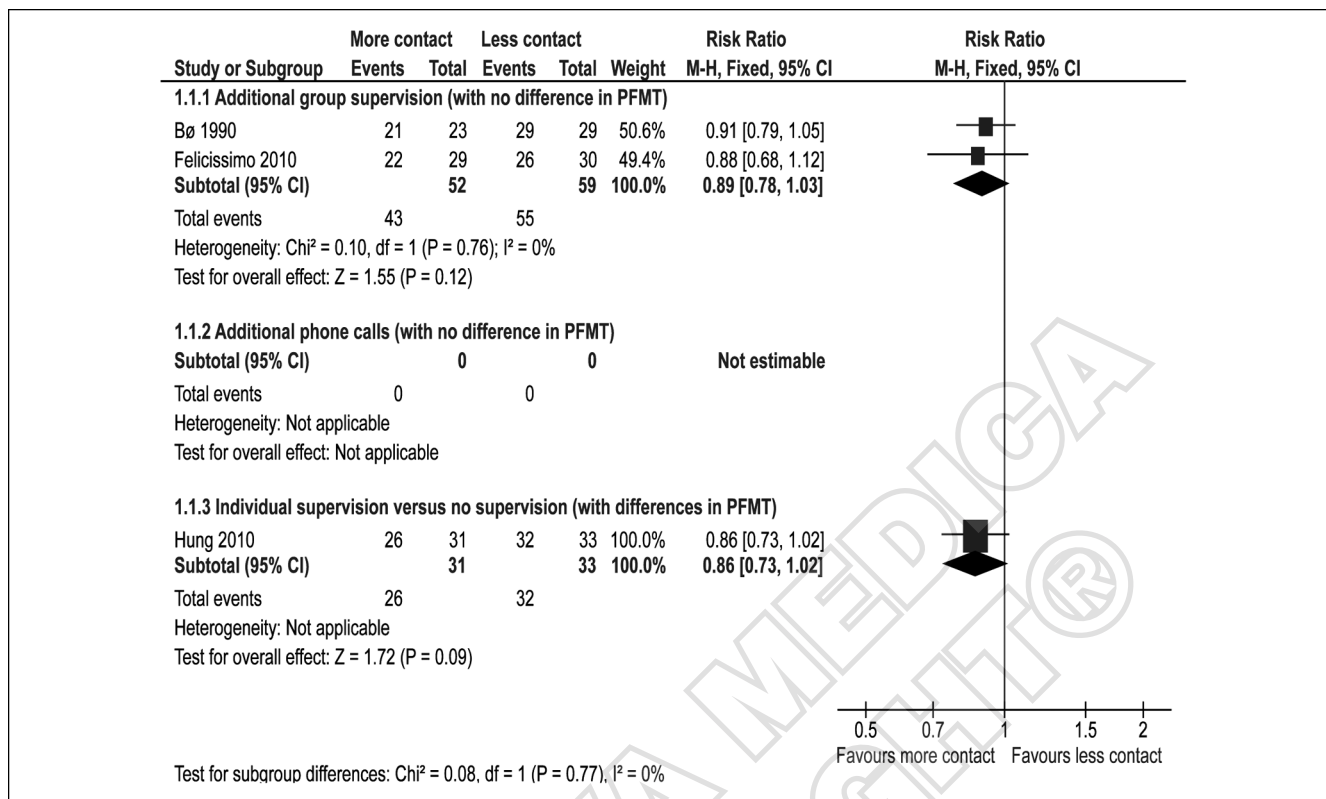 More contact Less contact Risk Ratio Risk Ratio
Study or Subgroup Events Total Events Total Weight M-H, Fixed, 95% CI M-H, Fixed, 95% CI
1.1.1 Additional group supervision (with no difference in PFMT)
Bø 1990 21 23 29 29 50.6% 0.91 [0.79, 1.05]
Felicissimo 2010 22 29 26 30 49.4% 0.88 [0.68, 1.12]
Subtotal (95% CI) 52 59 100.0% 0.89 [0.78, 1.03]
Total events 43 55
Heterogeneity: Chi² = 0.10, df = 1 (P = 0.76); I² = 0%
Test for overall effect: Z = 1.55 (P = 0.12)
1.1.2 Additional phone calls (with no difference in PFMT)
Subtotal (95% CI) 0 0 Not estimable
Total events 0 0
Heterogeneity: Not applicable
Test for overall effect: Not applicable
1.1.3 Individual supervision versus no supervision (with differences in PFMT)
Hung 2010 26 31 32 33 100.0% 0.86 [0.73, 1.02]
Subtotal (95% CI) 31 33 100.0% 0.86 [0.73, 1.02]
Total events 26 32
Heterogeneity: Not applicable
Test for overall effect: Z = 1.72 (P = 0.09)
0.5 0.7 1 1.5 2
Favours more contact Favours less contact
Test for subgroup differences: Chi² = 0.08, df = 1 (P = 0.77), I² = 0%
MEDICA
GHT®